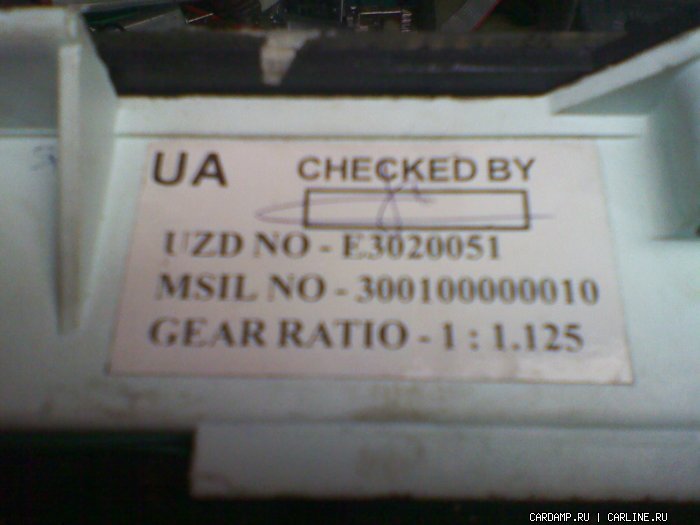 UA CHECKED BY
UZD NO - E3020051
MSIL NO - 300100000010
GEAR RATIO - 1 : 1.125
CARDAMP.RU | CARLINE.RU